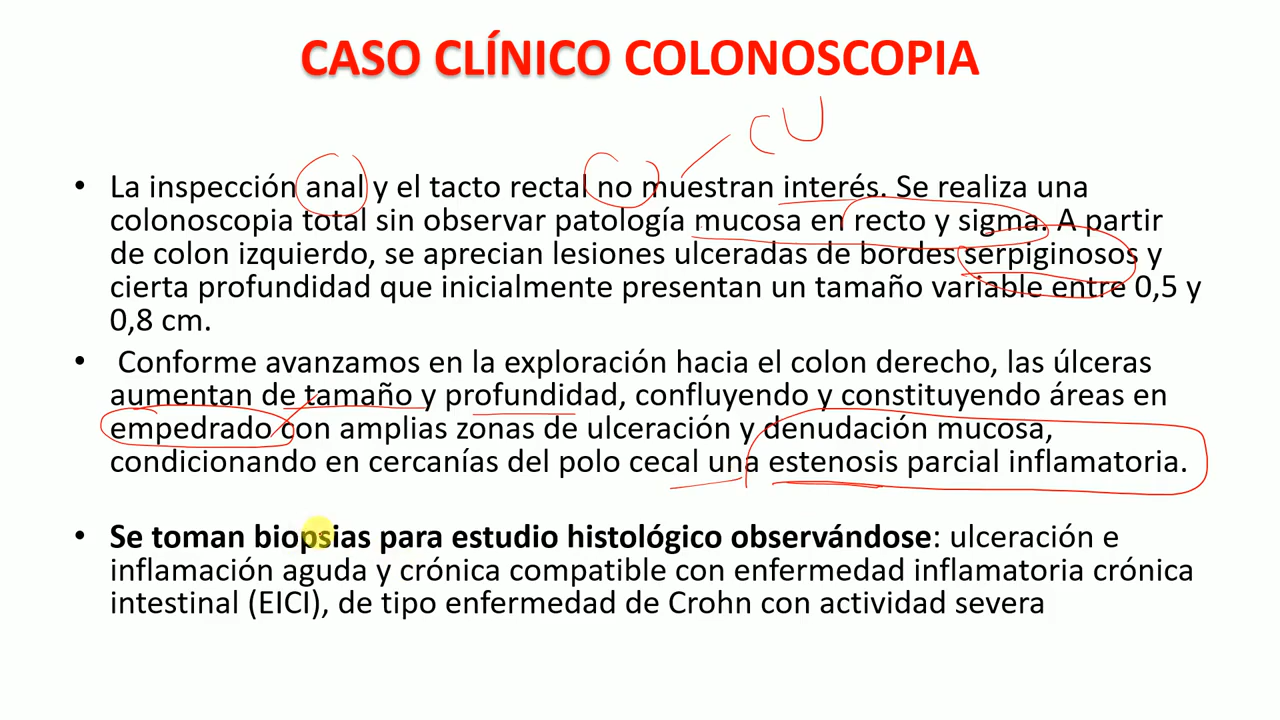 CASO CLÍNICO COLONOSCOPIA
CU
• La inspección anal y el tacto rectal no muestran interés. Se realiza una
colonoscopia total sin observar patología mucosa en recto y sigma. A partir
de colon izquierdo, se aprecian lesiones ulceradas de bordes serpiginosos y
cierta profundidad que inicialmente presentan un tamaño variable entre 0,5 y
0,8 cm.
• Conforme avanzamos en la exploración hacia el colon derecho, las úlceras
aumentan de tamaño y profundidad, confluyendo y constituyendo áreas en
empedrado con amplias zonas de ulceración y denudación mucosa,
condicionando en cercanías del polo cecal una estenosis parcial inflamatoria.
• Se toman biopsias para estudio histológico observándose: ulceración e
inflamación aguda y crónica compatible con enfermedad inflamatoria crónica
intestinal (EICI), de tipo enfermedad de Crohn con actividad severa